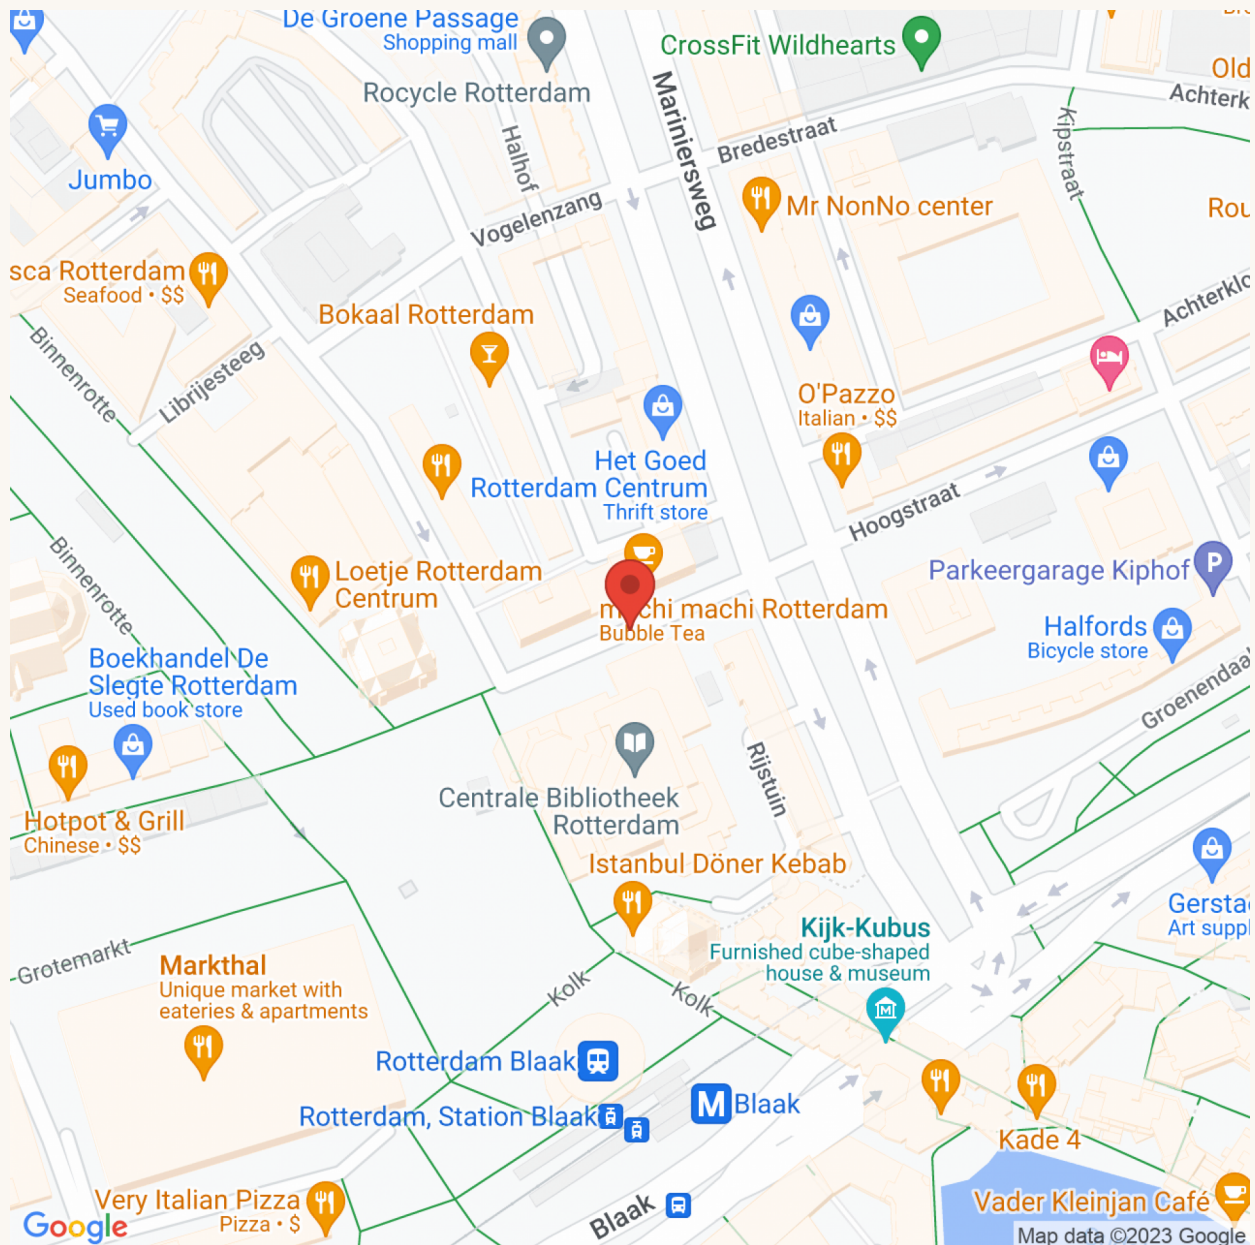 De Groene Passage
Shopping mall
CrossFit Wildhearts
Old
Rocycle Rotterdam
Achterk
Mariniersweg
Bredestraat
Kipstraat
Halhof
Jumbo
Vogelenzang
Mr NonNo center
Rou
sca Rotterdam
Seafood • $$
Bokaal Rotterdam
Achterklo
Binnenrotte
Librijesteeg
O'Pazzo
Italian • $$
Het Goed
Rotterdam Centrum
Thrift store
Hoogstraat
Binnenrotte
Loetje Rotterdam
Centrum
Parkeergarage Kiphof
P
machi machi Rotterdam
Bubble Tea
Halfords
Bicycle store
Boekhandel De
Slegte Rotterdam
Used book store
Groenendaal
Rijstuin
Centrale Bibliotheek
Rotterdam
Hotpot & Grill
Chinese • $$
Istanbul Döner Kebab
Gersta
Art suppl
Kijk-Kubus
Furnished cube-shaped
house & museum
Grotemarkt
Markthal
Unique market with
eateries & apartments
Kolk
Kolk
M
Rotterdam Blaak
Rotterdam, Station Blaak
M Blaak
Kade 4
Very Italian Pizza
Pizza • $
Blaak
Vader Kleinjan Café
Google
Map data ©2023 Google